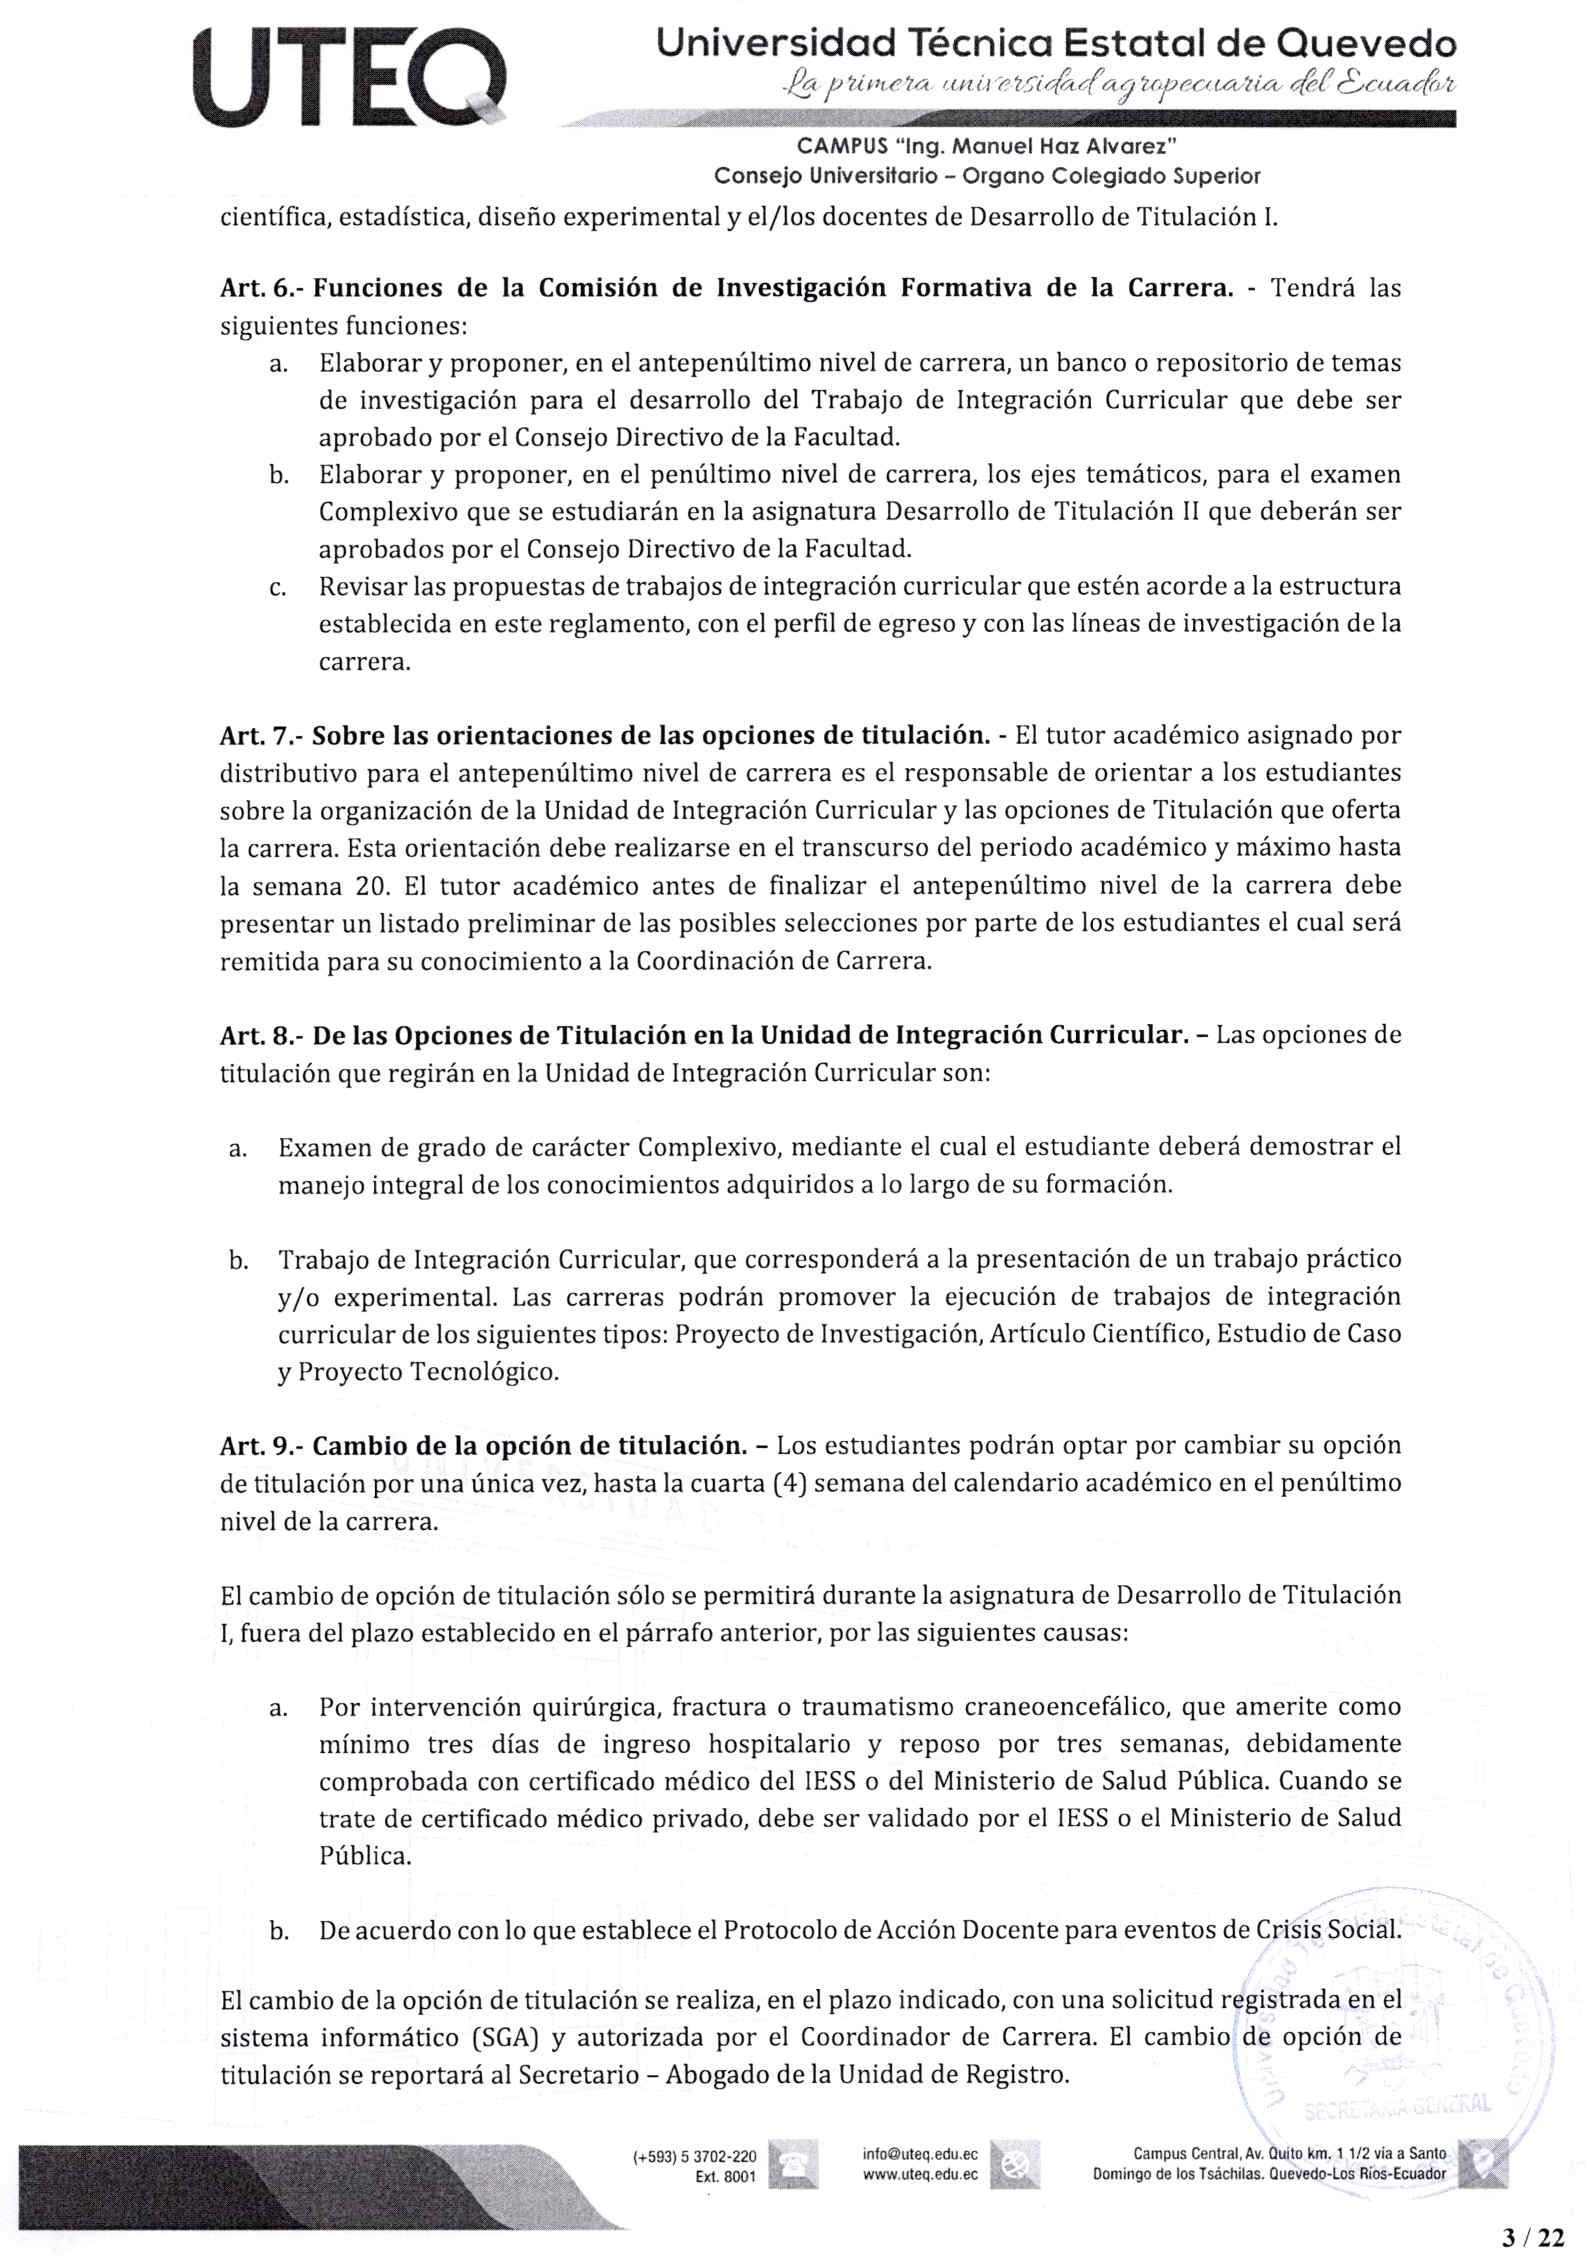 UTEQ
Universidad Técnica Estatal de Quevedo
La primera universidad agropecuaria del Ecuador
CAMPUS "Ing. Manuel Haz Alvarez"
Consejo Universitario – Organo Colegiado Superior
científica, estadística, diseño experimental y el/los docentes de Desarrollo de Titulación I.
Art. 6.- Funciones de la Comisión de Investigación Formativa de la Carrera. - Tendrá las
siguientes funciones:
a. Elaborar y proponer, en el antepenúltimo nivel de carrera, un banco o repositorio de temas
de investigación para el desarrollo del Trabajo de Integración Curricular que debe ser
aprobado por el Consejo Directivo de la Facultad.
b. Elaborar y proponer, en el penúltimo nivel de carrera, los ejes temáticos, para el examen
Complexivo que se estudiarán en la asignatura Desarrollo de Titulación II que deberán ser
aprobados por el Consejo Directivo de la Facultad.
c. Revisar las propuestas de trabajos de integración curricular que estén acorde a la estructura
establecida en este reglamento, con el perfil de egreso y con las líneas de investigación de la
carrera.
Art. 7.- Sobre las orientaciones de las opciones de titulación. - El tutor académico asignado por
distributivo para el antepenúltimo nivel de carrera es el responsable de orientar a los estudiantes
sobre la organización de la Unidad de Integración Curricular y las opciones de Titulación que oferta
la carrera. Esta orientación debe realizarse en el transcurso del periodo académico y máximo hasta
la semana 20. El tutor académico antes de finalizar el antepenúltimo nivel de la carrera debe
presentar un listado preliminar de las posibles selecciones por parte de los estudiantes el cual será
remitida para su conocimiento a la Coordinación de Carrera.
Art. 8.- De las Opciones de Titulación en la Unidad de Integración Curricular. – Las opciones de
titulación que regirán en la Unidad de Integración Curricular son:
a. Examen de grado de carácter Complexivo, mediante el cual el estudiante deberá demostrar el
manejo integral de los conocimientos adquiridos a lo largo de su formación.
b. Trabajo de Integración Curricular, que corresponderá a la presentación de un trabajo práctico
y/o experimental. Las carreras podrán promover la ejecución de trabajos de integración
curricular de los siguientes tipos: Proyecto de Investigación, Artículo Científico, Estudio de Caso
y Proyecto Tecnológico.
Art. 9.- Cambio de la opción de titulación. – Los estudiantes podrán optar por cambiar su opción
de titulación por una única vez, hasta la cuarta (4) semana del calendario académico en el penúltimo
nivel de la carrera.
El cambio de opción de titulación sólo se permitirá durante la asignatura de Desarrollo de Titulación
I, fuera del plazo establecido en el párrafo anterior, por las siguientes causas:
a. Por intervención quirúrgica, fractura o traumatismo craneoencefálico, que amerite como
mínimo tres días de ingreso hospitalario y reposo por tres semanas, debidamente
comprobada con certificado médico del IESS o del Ministerio de Salud Pública. Cuando se
trate de certificado médico privado, debe ser validado por el IESS o el Ministerio de Salud
Pública.
b. De acuerdo con lo que establece el Protocolo de Acción Docente para eventos de Crisis Social.
El cambio de la opción de titulación se realiza, en el plazo indicado, con una solicitud registrada en el
sistema informático (SGA) y autorizada por el Coordinador de Carrera. El cambio de opción de
titulación se reportará al Secretario – Abogado de la Unidad de Registro.
Universidad Técnica Estatal de Quevedo
SECRETARIA GENERAL
(+593) 5 3702-220
Ext. 8001
info@uteq.edu.ec
www.uteq.edu.ec
Campus Central, Av. Quito km. 1 1/2 vía a Santo
Domingo de los Tsáchilas. Quevedo-Los Ríos-Ecuador
3 / 22